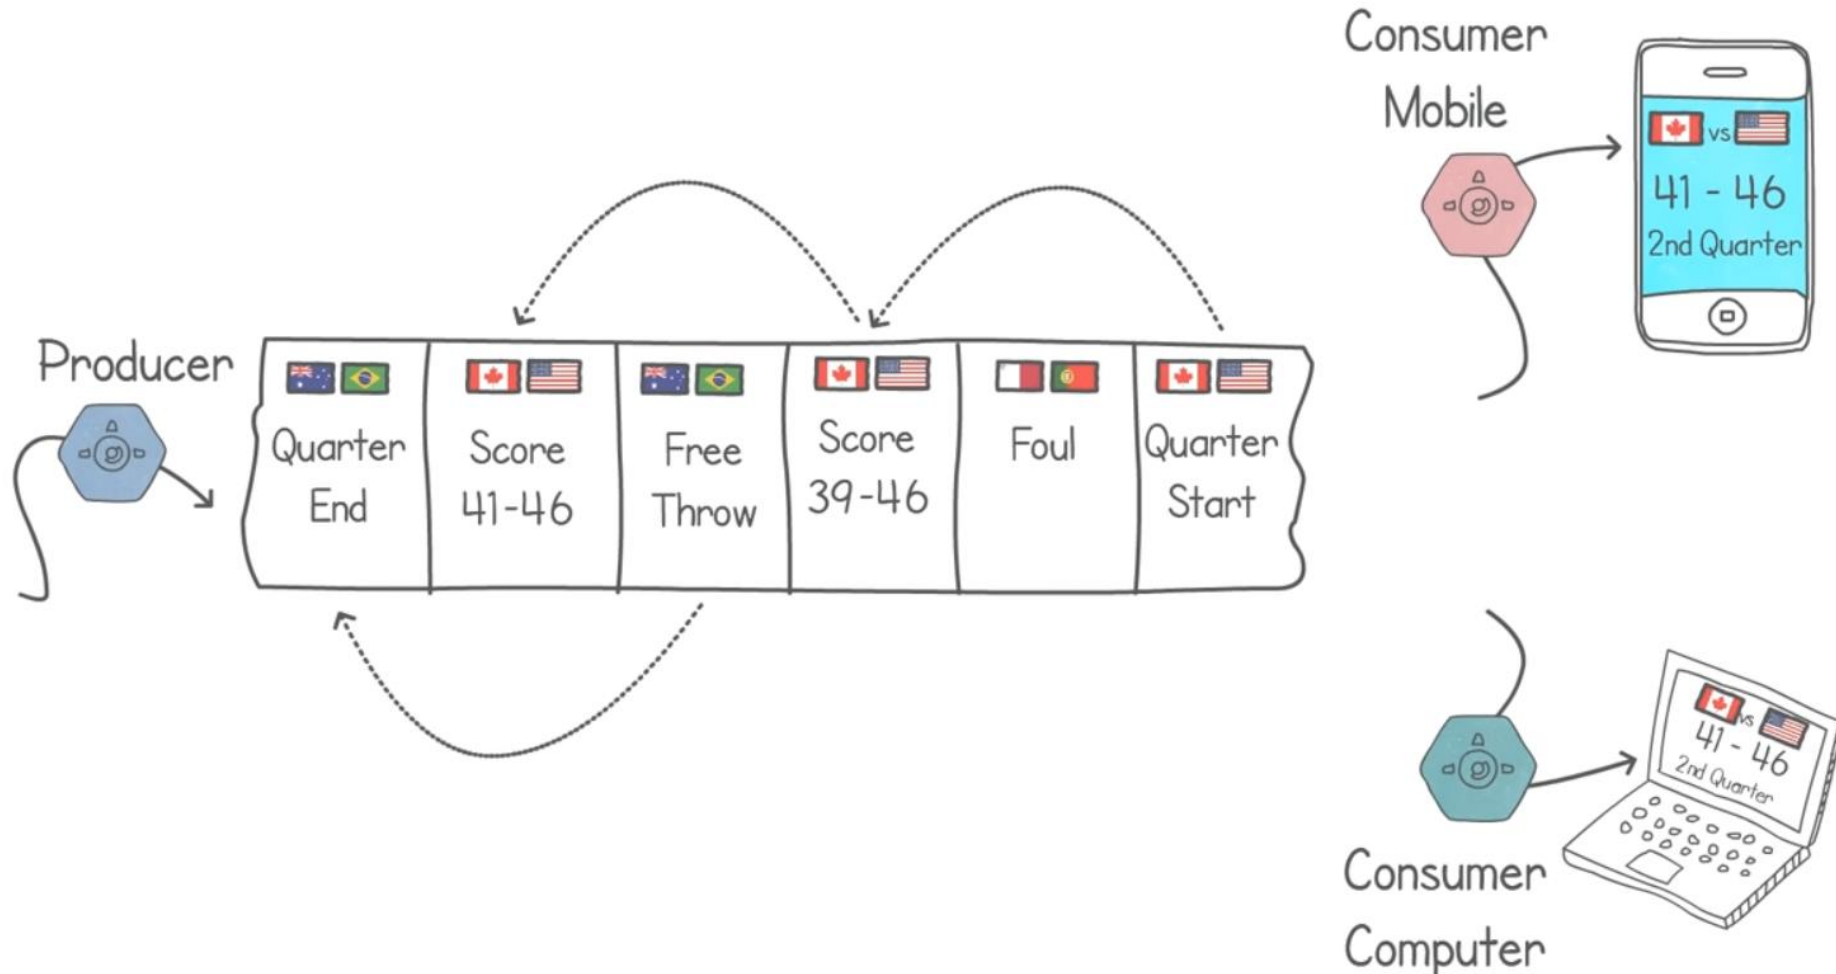 Producer
Quarter
End
Score
41-46
Free
Throw
Score
39-46
Foul
Quarter
Start
Consumer
Mobile
vs
41 - 46
2nd Quarter
vs
41 - 46
2nd Quarter
Consumer
Computer